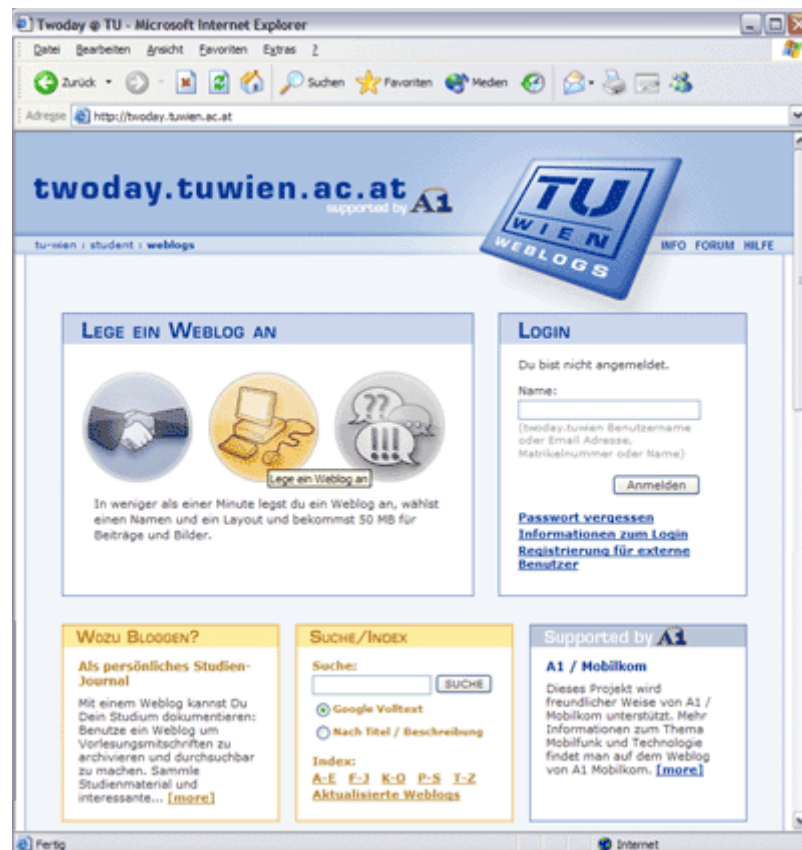 Twoday @ TU - Microsoft Internet Explorer
Datei Bearbeiten Ansicht Favoriten Extras ?
Zurück Suchen Favoriten Medien
Adresse http://twoday.tuwien.ac.at
twoday.tuwien.ac.at
supported by A1
TU
WIEN
WEBLOGS
tu-wien : student : weblogs INFO FORUM HILFE
LEGE EIN WEBLOG AN
??
!!!
Lege ein Weblog an
In weniger als einer Minute legst du ein Weblog an, wählst
einen Namen und ein Layout und bekommst 50 MB für
Beiträge und Bilder.
LOGIN
Du bist nicht angemeldet.
Name:
(twoday.tuwien Benutzername
oder Email Adresse,
Matrikelnummer oder Name)
Anmelden
Passwort vergessen
Informationen zum Login
Registrierung für externe
Benutzer
WOZU BLOGGEN?
Als persönliches Studien-
Journal
Mit einem Weblog kannst Du
Dein Studium dokumentieren:
Benutze ein Weblog um
Vorlesungsmitschriften zu
archivieren und durchsuchbar
zu machen. Sammle
Studienmaterial und
interessante... [more]
SUCHE/INDEX
Suche:
SUCHE
Google Volltext
Nach Titel / Beschreibung
Index:
A-E F-J K-O P-S T-Z
Aktualisierte Weblogs
Supported by A1
A1 / Mobilkom
Dieses Projekt wird
freundlicher Weise von A1 /
Mobilkom unterstützt. Mehr
Informationen zum Thema
Mobilfunk und Technologie
findet man auf dem Weblog
von A1 Mobilkom. [more]
Fertig Internet